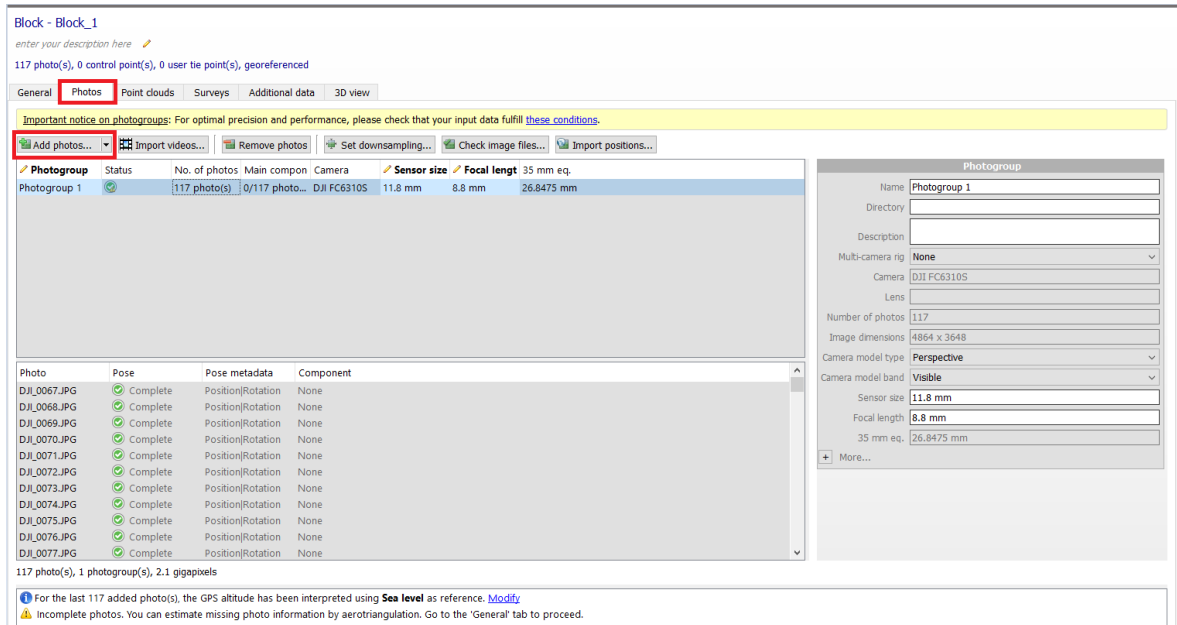 Block - Block_1
enter your description here
117 photo(s), 0 control point(s), 0 user tie point(s), georeferenced
General Photos Point clouds Surveys Additional data 3D view
Important notice on photogroups: For optimal precision and performance, please check that your input data fulfill these conditions.
Add photos... Import videos... Remove photos Set downsampling... Check image files... Import positions...
Photogroup Status No. of photos Main compon Camera Sensor size Focal lengt 35 mm eq.
Photogroup 1 117 photo(s) 0/117 photo... DJI FC6310S 11.8 mm 8.8 mm 26.8475 mm
Photo Pose Pose metadata Component
DJI_0067.JPG Complete Position|Rotation None
DJI_0068.JPG Complete Position|Rotation None
DJI_0069.JPG Complete Position|Rotation None
DJI_0070.JPG Complete Position|Rotation None
DJI_0071.JPG Complete Position|Rotation None
DJI_0072.JPG Complete Position|Rotation None
DJI_0073.JPG Complete Position|Rotation None
DJI_0074.JPG Complete Position|Rotation None
DJI_0075.JPG Complete Position|Rotation None
DJI_0076.JPG Complete Position|Rotation None
DJI_0077.JPG Complete Position|Rotation None
117 photo(s), 1 photogroup(s), 2.1 gigapixels
For the last 117 added photo(s), the GPS altitude has been interpreted using Sea level as reference. Modify
Incomplete photos. You can estimate missing photo information by aerotriangulation. Go to the 'General' tab to proceed.
Photogroup
Name Photogroup 1
Directory
Description
Multi-camera rig None
Camera DJI FC6310S
Lens
Number of photos 117
Image dimensions 4864 x 3648
Camera model type Perspective
Camera model band Visible
Sensor size 11.8 mm
Focal length 8.8 mm
35 mm eq. 26.8475 mm
+ More...